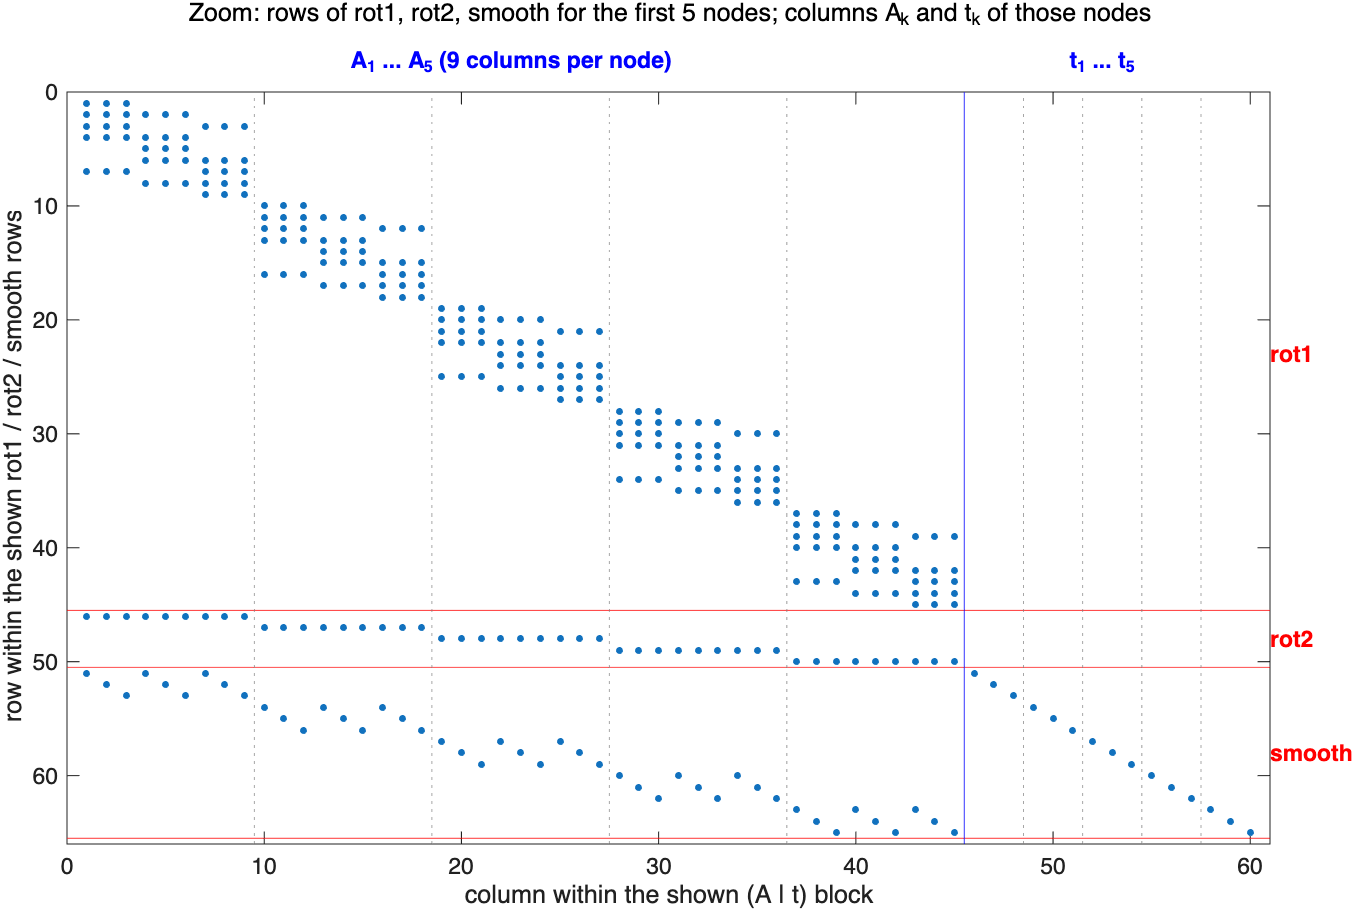 Zoom: rows of rot1, rot2, smooth for the first 5 nodes; columns Aₖ and tₖ of those nodes
A₁ ... A₅ (9 columns per node)
t₁ ... t₅
0
10
20
30
40
50
60
row within the shown rot1 / rot2 / smooth rows
rot1
rot2
smooth
0 10 20 30 40 50 60
column within the shown (A | t) block